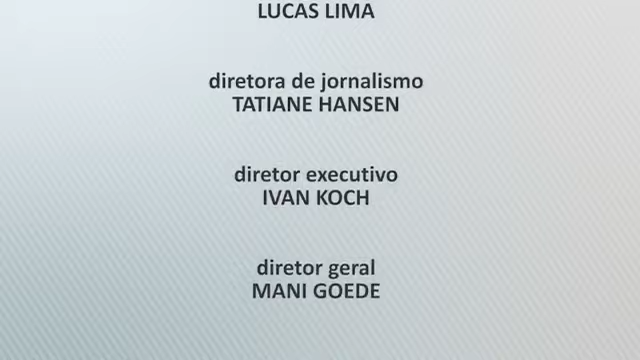 LUCAS LIMA
diretora de jornalismo
TATIANE HANSEN
diretor executivo
IVAN KOCH
diretor geral
MANI GOEDE